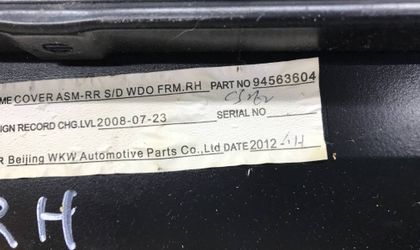 ME COVER ASM-RR S/D WDO FRM.RH PART NO 94563604
IGN RECORD CHG.LVL 2008-07-23 SERIAL NO
R Beijing WKW Automotive Parts Co.,Ltd DATE 2012
RH